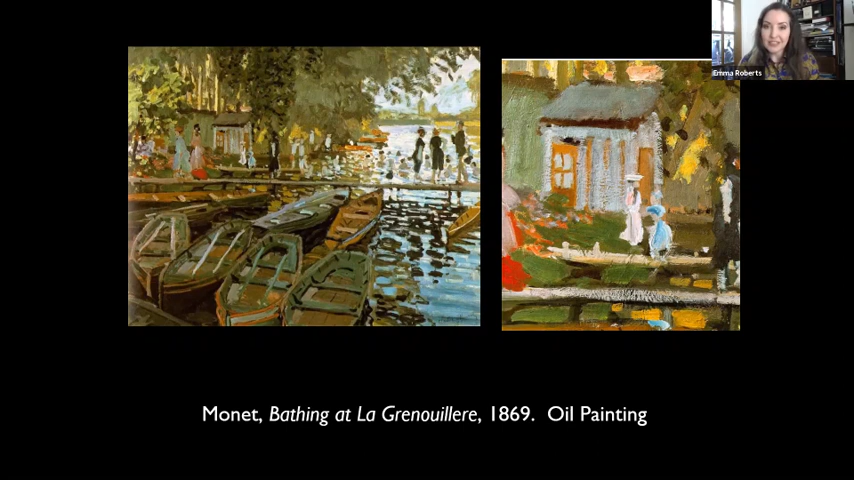 Emma Roberts
Monet, Bathing at La Grenouillere, 1869.  Oil Painting